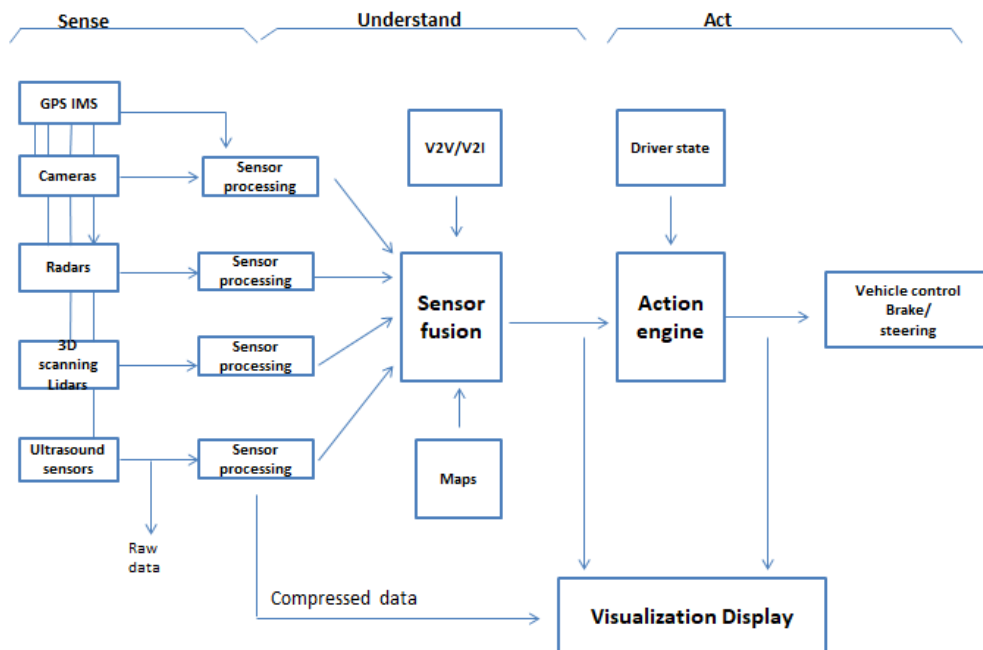 Sense
Understand
Act
GPS IMS
Cameras
Radars
3D
scanning
Lidars
Ultrasound
sensors
Sensor
processing
Sensor
processing
Sensor
processing
Sensor
processing
Raw
data
Compressed data
V2V/V2I
Sensor
fusion
Maps
Driver state
Action
engine
Vehicle control
Brake/
steering
Visualization Display